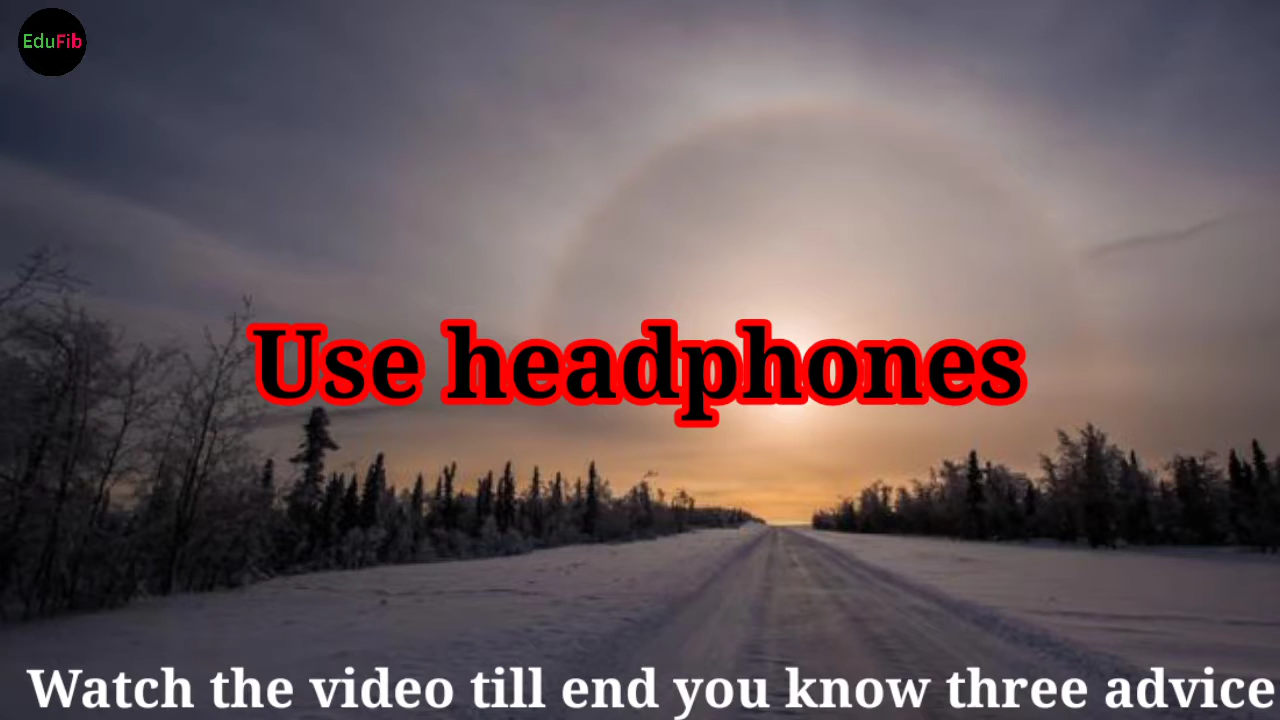 EduFib
Use headphones
Watch the video till end you know three advice